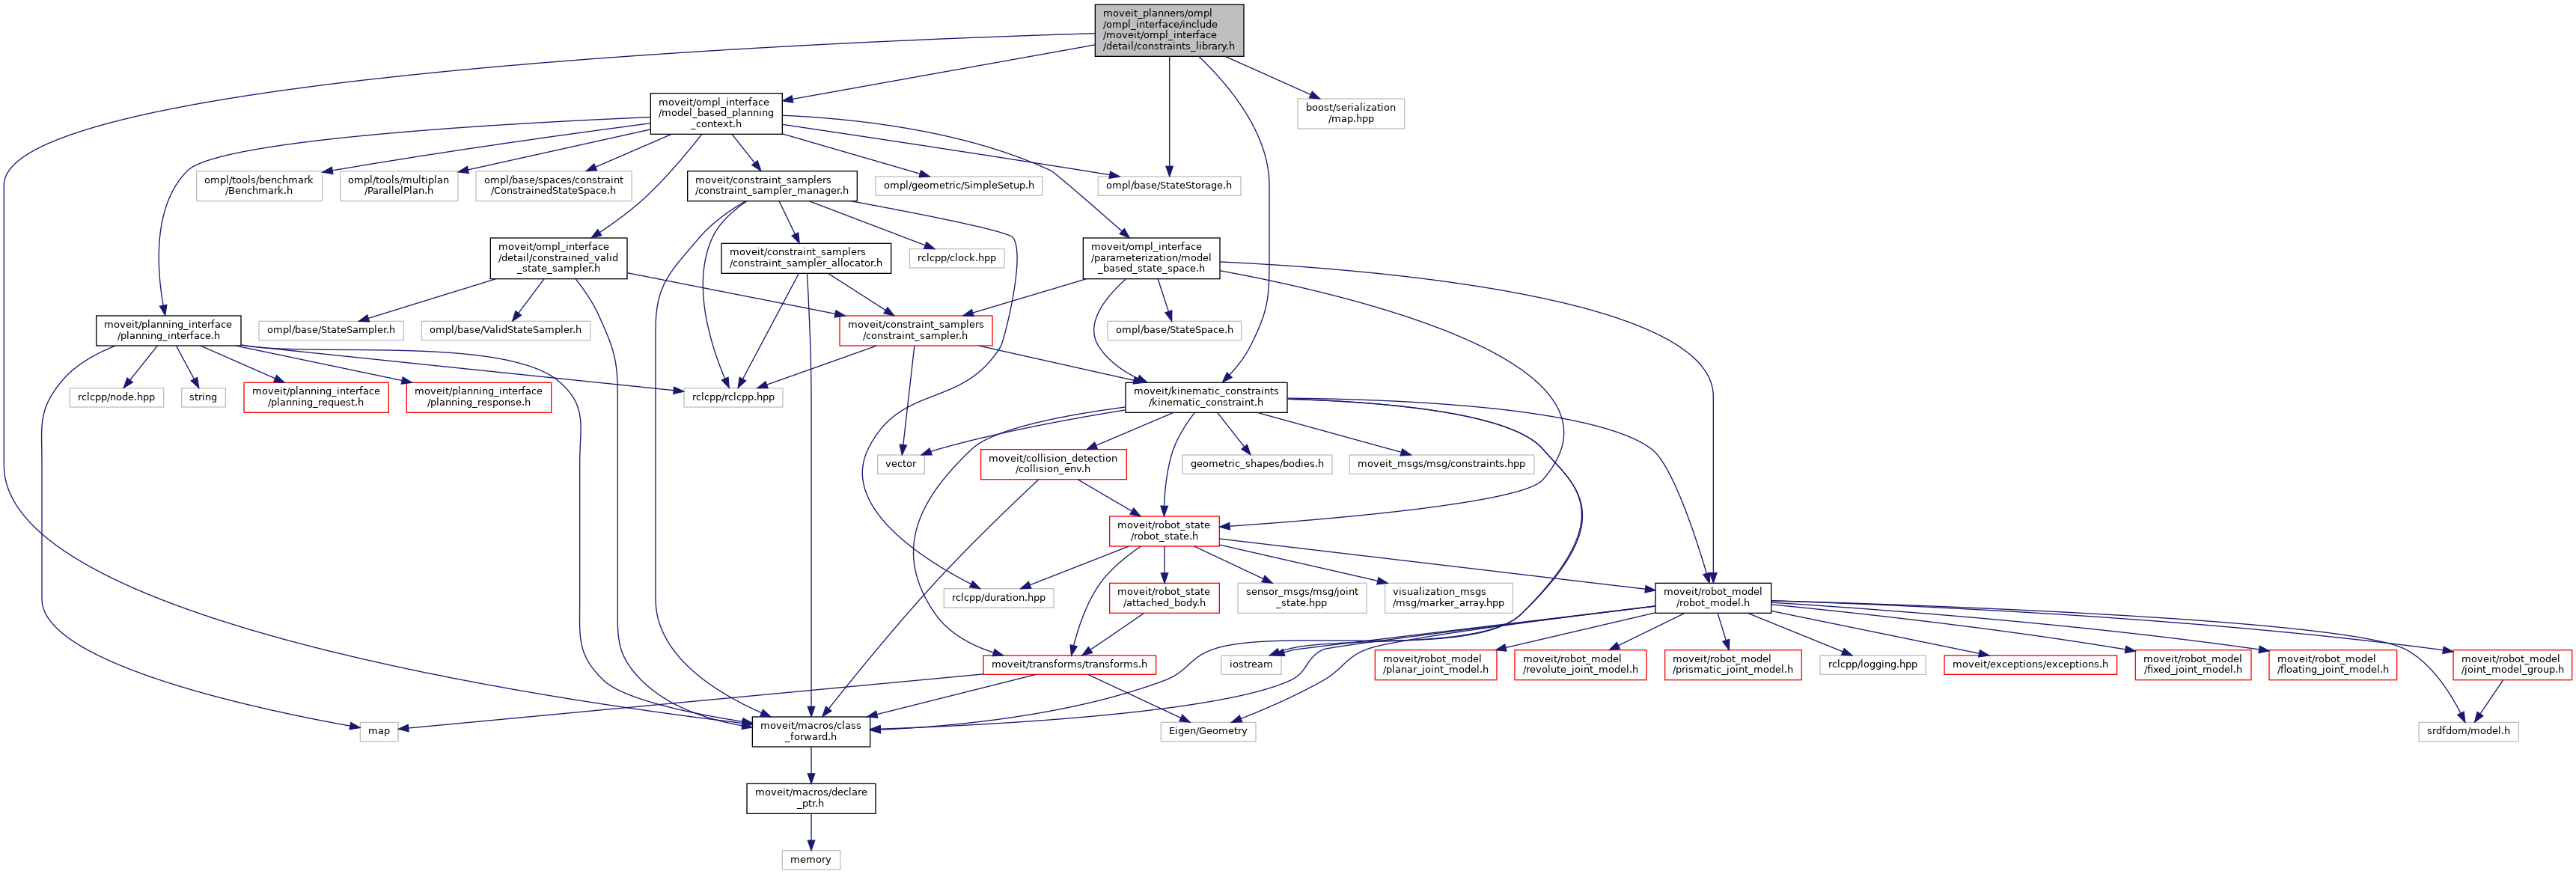 moveit_planners/ompl
/ompl_interface/include
/moveit/ompl_interface
/detail/constraints_library.h
moveit/ompl_interface
/model_based_planning
_context.h
boost/serialization
/map.hpp
ompl/tools/benchmark
/Benchmark.h
ompl/tools/multiplan
/ParallelPlan.h
ompl/base/spaces/constraint
/ConstrainedStateSpace.h
moveit/constraint_samplers
/constraint_sampler_manager.h
ompl/geometric/SimpleSetup.h
ompl/base/StateStorage.h
moveit/ompl_interface
/detail/constrained_valid
_state_sampler.h
moveit/constraint_samplers
/constraint_sampler_allocator.h
rclcpp/clock.hpp
moveit/ompl_interface
/parameterization/model
_based_state_space.h
moveit/planning_interface
/planning_interface.h
ompl/base/StateSampler.h
ompl/base/ValidStateSampler.h
moveit/constraint_samplers
/constraint_sampler.h
ompl/base/StateSpace.h
rclcpp/node.hpp
string
moveit/planning_interface
/planning_request.h
moveit/planning_interface
/planning_response.h
rclcpp/rclcpp.hpp
moveit/kinematic_constraints
/kinematic_constraint.h
vector
moveit/collision_detection
/collision_env.h
geometric_shapes/bodies.h
moveit_msgs/msg/constraints.hpp
moveit/robot_state
/robot_state.h
rclcpp/duration.hpp
moveit/robot_state
/attached_body.h
sensor_msgs/msg/joint
_state.hpp
visualization_msgs
/msg/marker_array.hpp
moveit/robot_model
/robot_model.h
moveit/transforms/transforms.h
iostream
moveit/robot_model
/planar_joint_model.h
moveit/robot_model
/revolute_joint_model.h
moveit/robot_model
/prismatic_joint_model.h
rclcpp/logging.hpp
moveit/exceptions/exceptions.h
moveit/robot_model
/fixed_joint_model.h
moveit/robot_model
/floating_joint_model.h
moveit/robot_model
/joint_model_group.h
map
moveit/macros/class
_forward.h
Eigen/Geometry
srdfdom/model.h
moveit/macros/declare
_ptr.h
memory